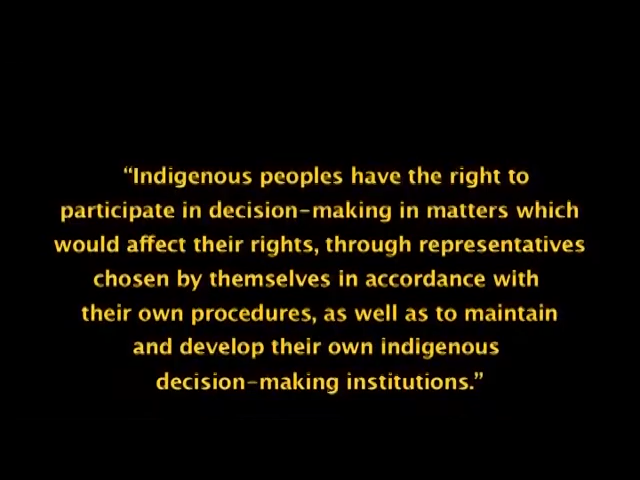 “Indigenous peoples have the right to
participate in decision-making in matters which
would affect their rights, through representatives
chosen by themselves in accordance with
their own procedures, as well as to maintain
and develop their own indigenous
decision-making institutions.”